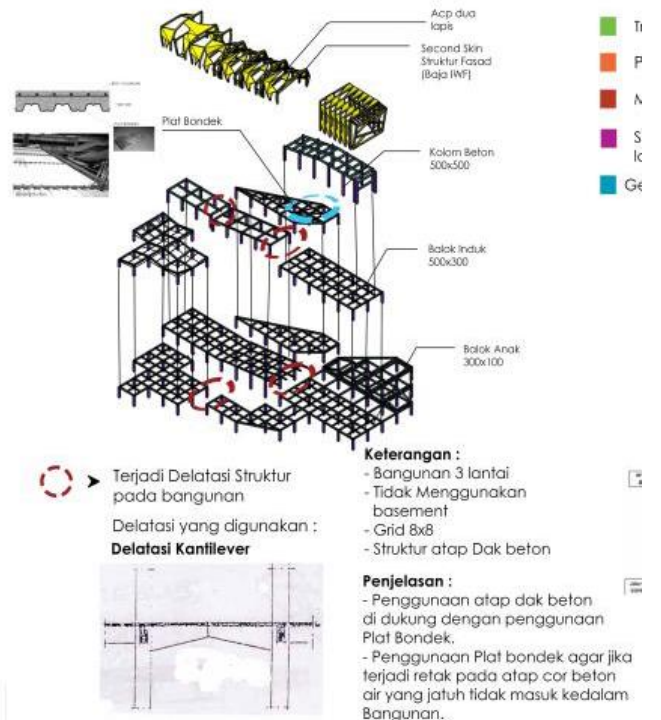 Acp dua
lapis
Second Skin
Struktur Fasad
(Baja IWF)
Plat Bondek
Kolom Beton
500x500
Balok Induk
500x300
Balok Anak
300x100
Terjadi Delatasi Struktur
pada bangunan
Delatasi yang digunakan :
Delatasi Kantilever
Keterangan :
- Bangunan 3 lantai
- Tidak Menggunakan
basement
- Grid 8x8
- Struktur atap Dak beton
Penjelasan :
- Penggunaan atap dak beton
di dukung dengan penggunaan
Plat Bondek.
- Penggunaan Plat bondek agar jika
terjadi retak pada atap cor beton
air yang jatuh tidak masuk kedalam
Bangunan.